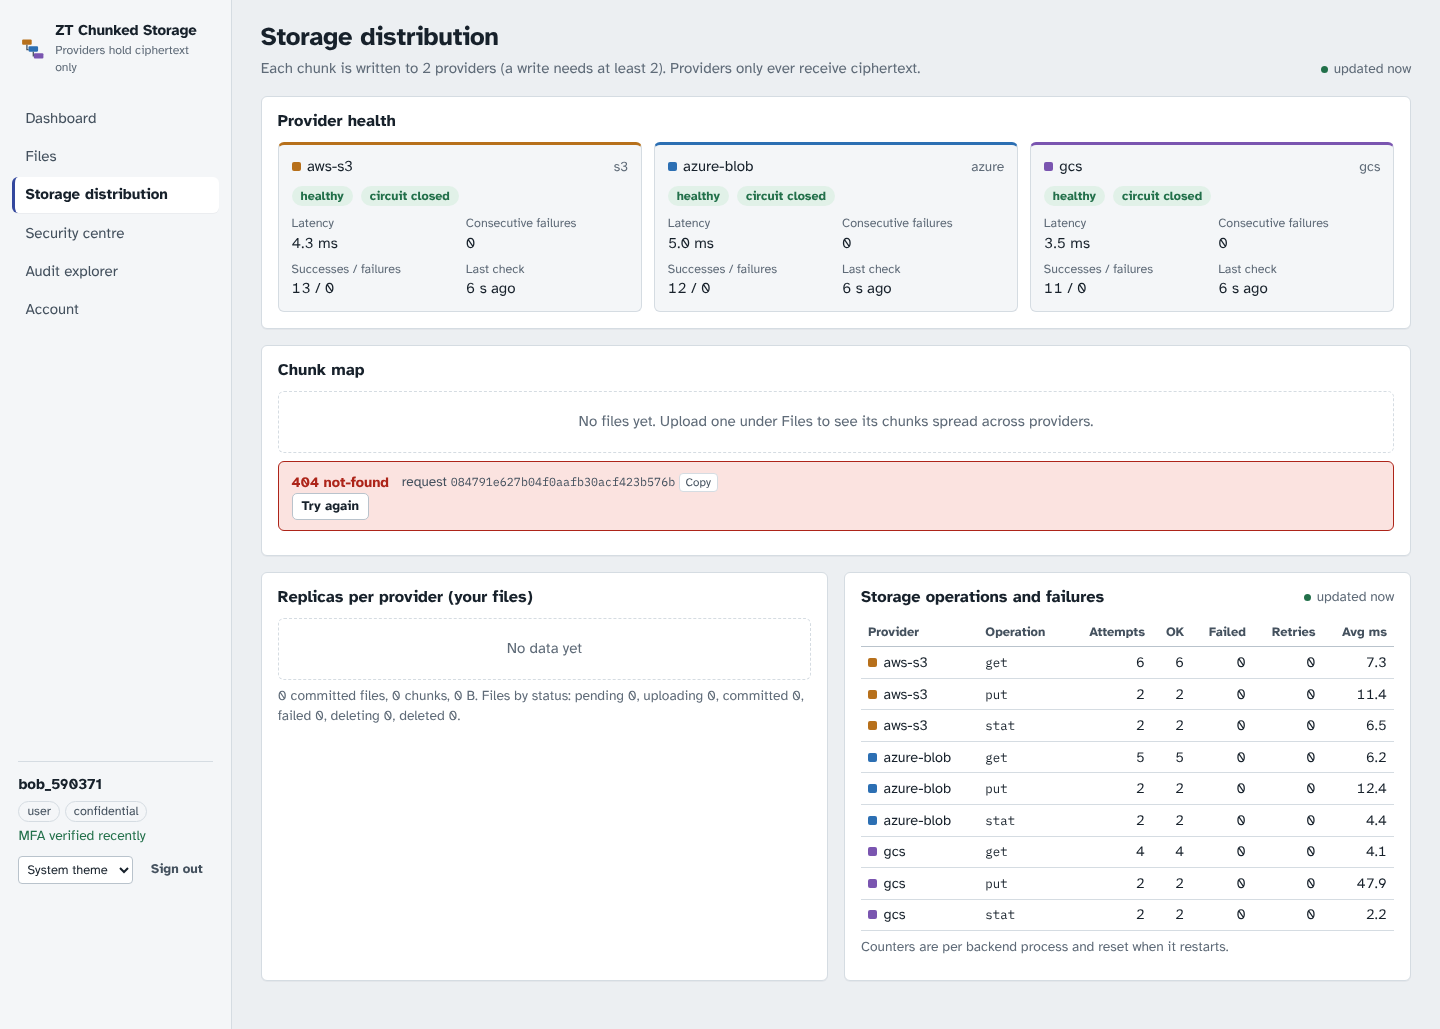 ZT Chunked Storage
Providers hold ciphertext
only
Dashboard
Files
Storage distribution
Security centre
Audit explorer
Account
bob_590371
user confidential
MFA verified recently
System theme Sign out
Storage distribution
Each chunk is written to 2 providers (a write needs at least 2). Providers only ever receive ciphertext.
updated now
Provider health
aws-s3 s3
healthy circuit closed
Latency Consecutive failures
4.3 ms 0
Successes / failures Last check
13 / 0 6 s ago
azure-blob azure
healthy circuit closed
Latency Consecutive failures
5.0 ms 0
Successes / failures Last check
12 / 0 6 s ago
gcs gcs
healthy circuit closed
Latency Consecutive failures
3.5 ms 0
Successes / failures Last check
11 / 0 6 s ago
Chunk map
No files yet. Upload one under Files to see its chunks spread across providers.
404 not-found request 084791e627b04f0aafb30acf423b576b Copy
Try again
Replicas per provider (your files)
No data yet
0 committed files, 0 chunks, 0 B. Files by status: pending 0, uploading 0, committed 0,
failed 0, deleting 0, deleted 0.
Storage operations and failures updated now
Provider Operation Attempts OK Failed Retries Avg ms
aws-s3 get 6 6 0 0 7.3
aws-s3 put 2 2 0 0 11.4
aws-s3 stat 2 2 0 0 6.5
azure-blob get 5 5 0 0 6.2
azure-blob put 2 2 0 0 12.4
azure-blob stat 2 2 0 0 4.4
gcs get 4 4 0 0 4.1
gcs put 2 2 0 0 47.9
gcs stat 2 2 0 0 2.2
Counters are per backend process and reset when it restarts.